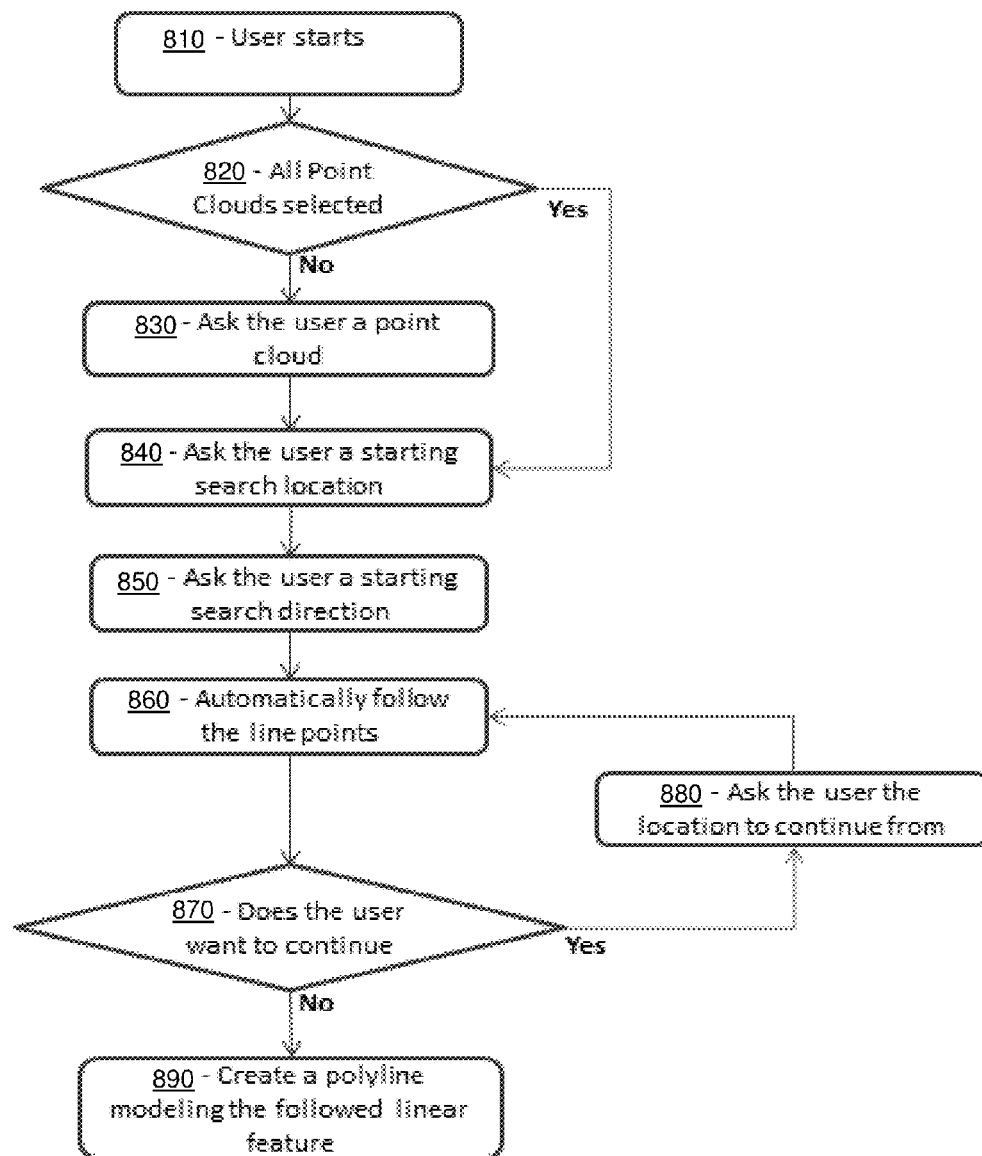 810 - User starts
820 - All Point
Clouds selected
Yes
No
830 - Ask the user a point
cloud
840 - Ask the user a starting
search location
850 - Ask the user a starting
search direction
860 - Automatically follow
the line points
880 - Ask the user the
location to continue from
870 - Does the user
want to continue
Yes
No
890 - Create a polyline
modeling the followed linear
feature